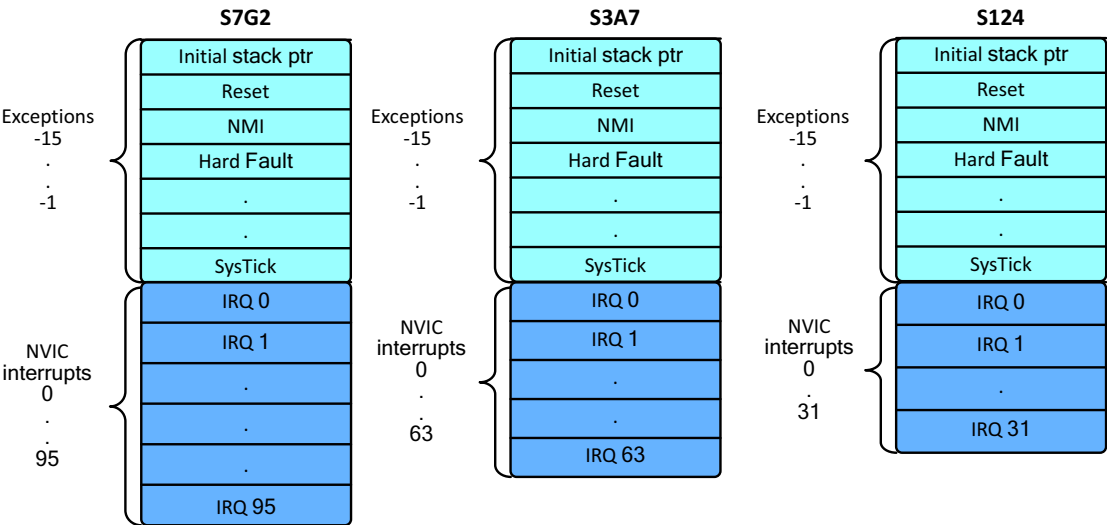 S7G2
Exceptions
-15
.
.
-1
Initial stack ptr
Reset
NMI
Hard Fault
.
.
SysTick
NVIC
interrupts
0
.
.
95
IRQ 0
IRQ 1
.
.
.
IRQ 95
S3A7
Exceptions
-15
.
.
-1
Initial stack ptr
Reset
NMI
Hard Fault
.
.
SysTick
NVIC
interrupts
0
.
.
63
IRQ 0
IRQ 1
.
.
IRQ 63
S124
Exceptions
-15
.
.
-1
Initial stack ptr
Reset
NMI
Hard Fault
.
.
SysTick
NVIC
interrupts
0
.
31
IRQ 0
IRQ 1
.
IRQ 31